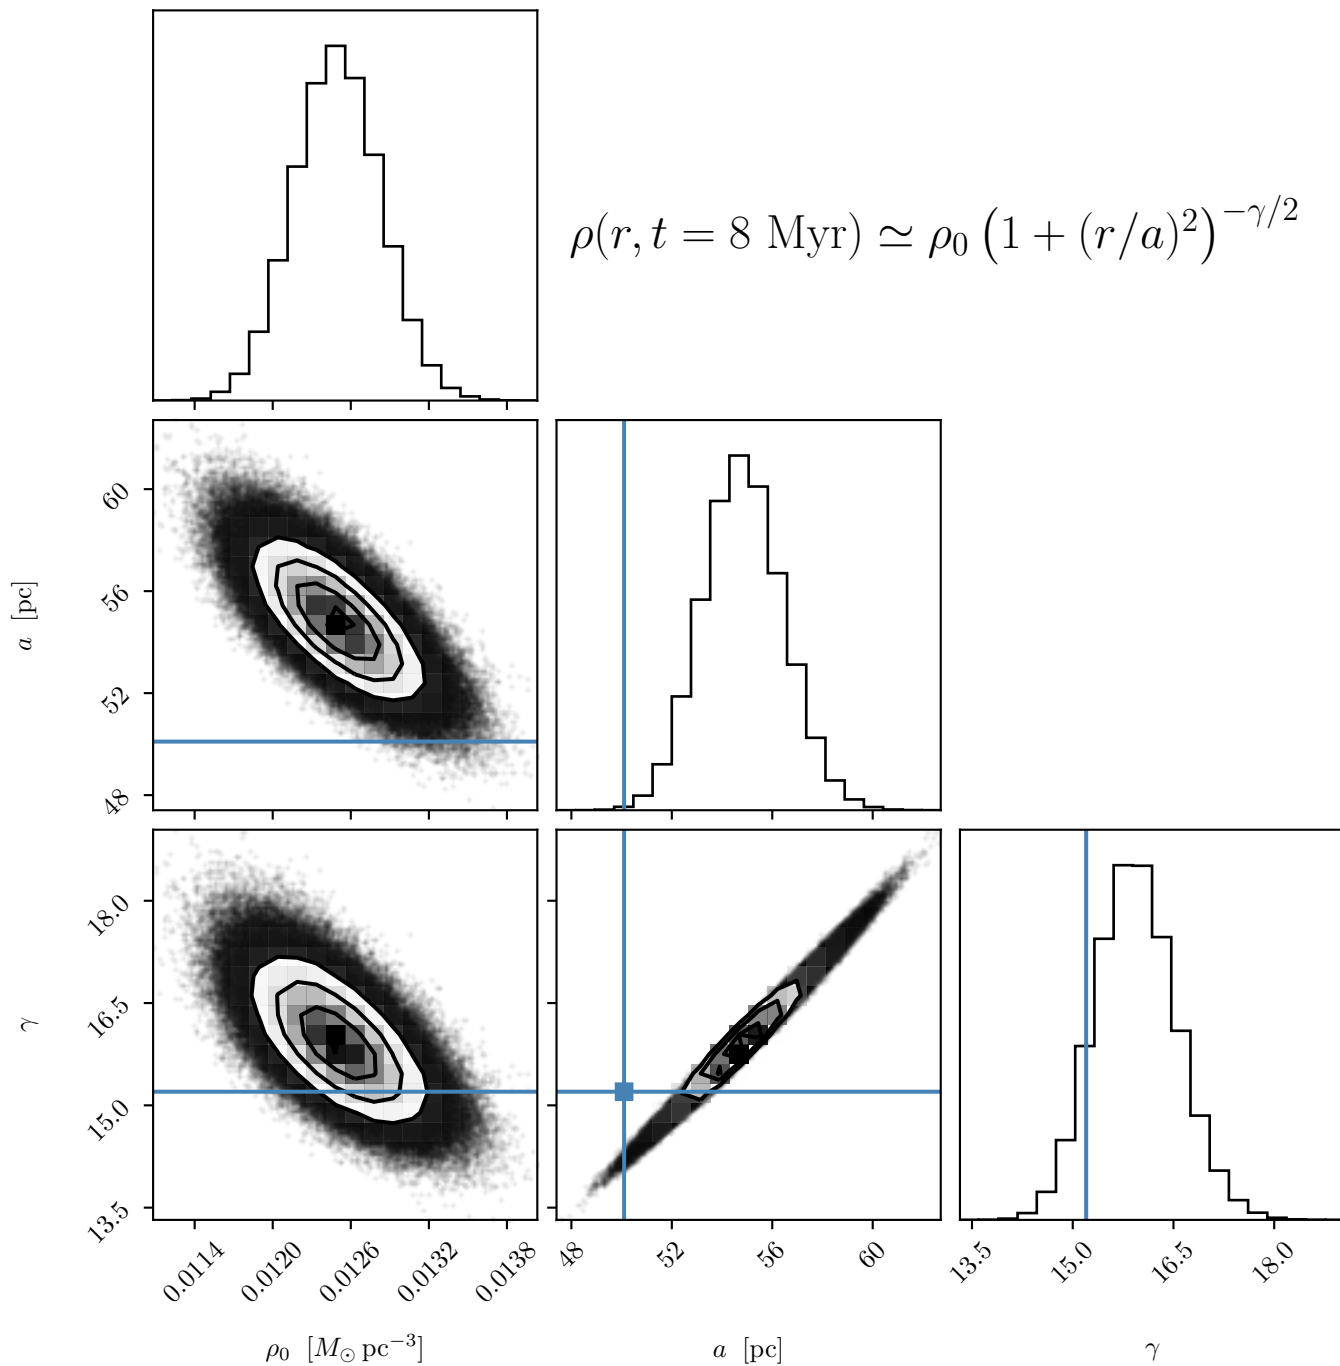 ρ(r, t = 8 Myr) ≃ ρ₀ (1 + (r/a)²)^{−γ/2}
60
56
52
48
a [pc]
18.0
16.5
15.0
13.5
γ
0.0114 0.0120 0.0126 0.0132 0.0138
48 52 56 60
13.5 15.0 16.5 18.0
ρ₀ [M⊙ pc⁻³]
a [pc]
γ